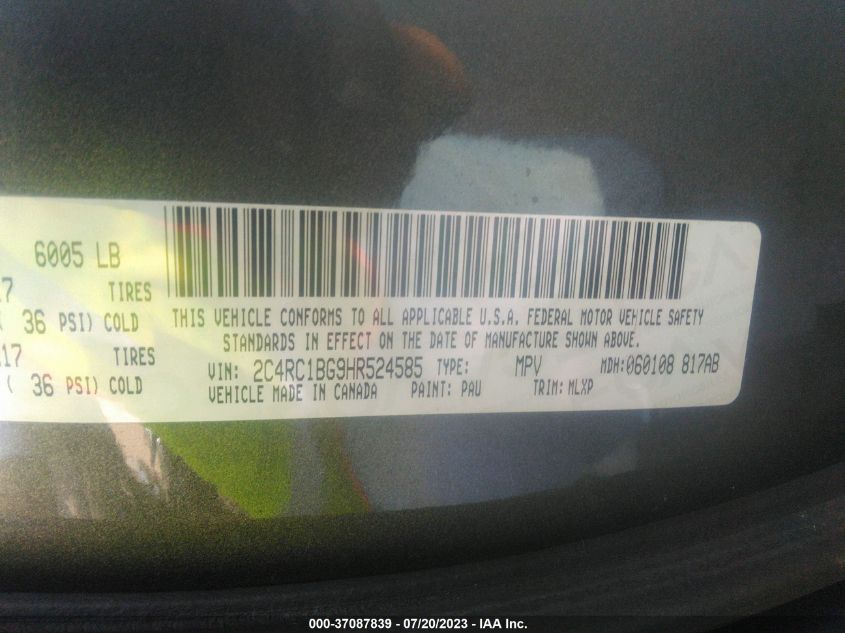 6005 LB
17 TIRES
( 36 PSI) COLD
17 TIRES
( 36 PSI) COLD
THIS VEHICLE CONFORMS TO ALL APPLICABLE U.S.A. FEDERAL MOTOR VEHICLE SAFETY
STANDARDS IN EFFECT ON THE DATE OF MANUFACTURE SHOWN ABOVE.
VIN: 2C4RC1BG9HR524585 TYPE: MPV MDH:060108 817AB
VEHICLE MADE IN CANADA PAINT: PAU TRIM: MLXP
000-37087839 - 07/20/2023 - IAA Inc.